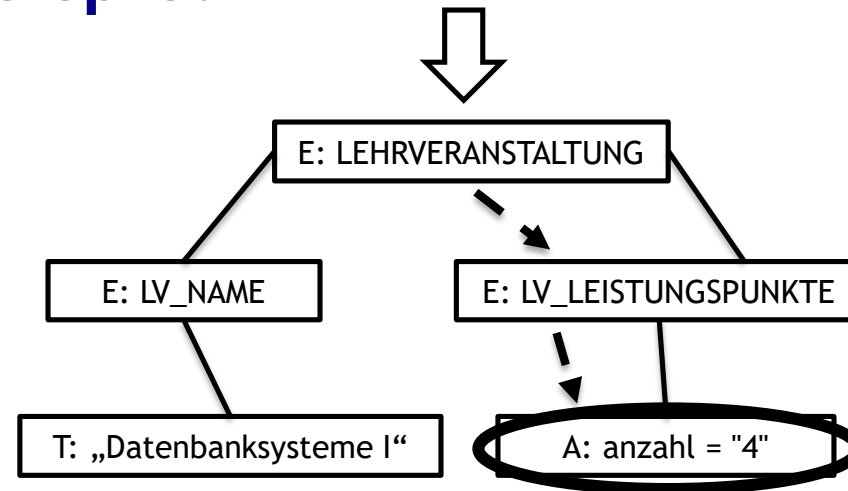 E: LEHRVERANSTALTUNG
E: LV_NAME
E: LV_LEISTUNGSPUNKTE
T: „Datenbanksysteme I“
A: anzahl = "4"